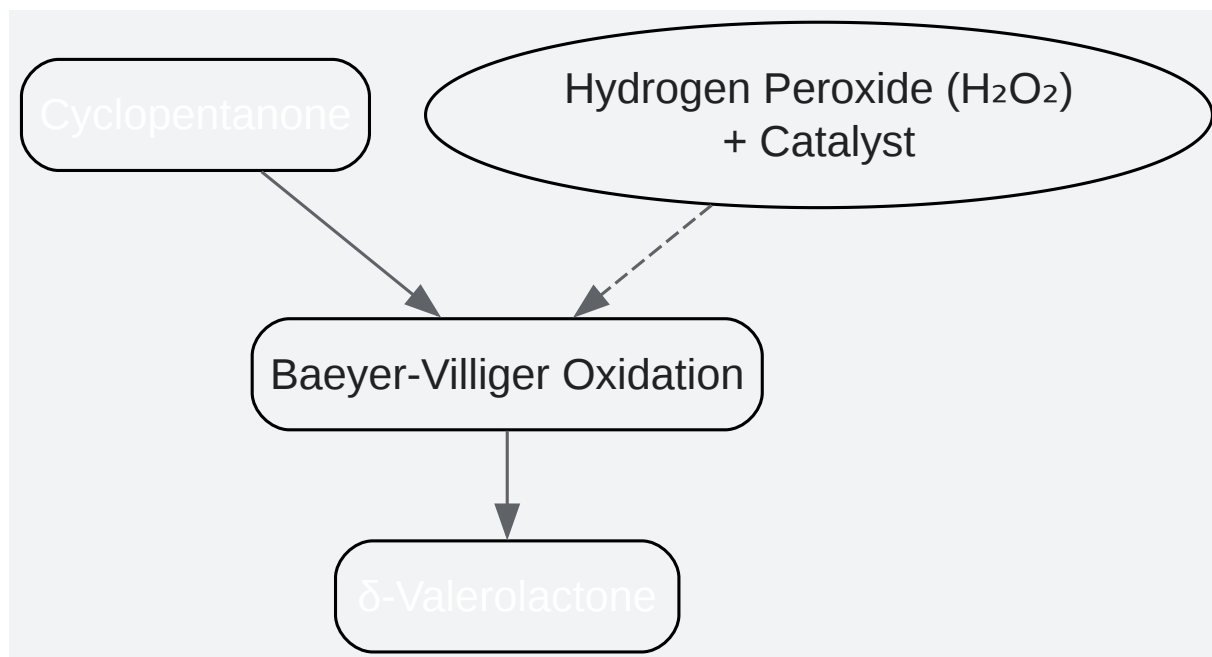 Cyclopentanone
Hydrogen Peroxide (H₂O₂)
+ Catalyst
Baeyer-Villiger Oxidation
δ-Valerolactone